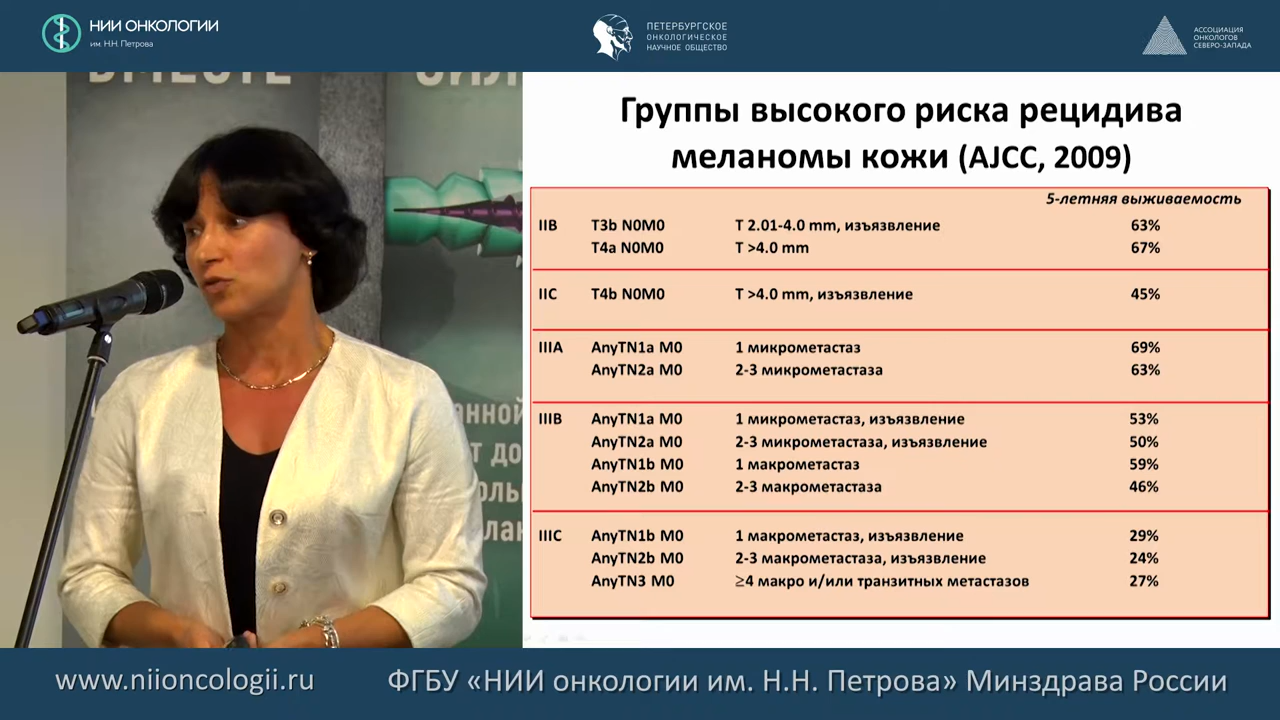 НИИ ОНКОЛОГИИ
им. Н.Н. Петрова
ПЕТЕРБУРГСКОЕ
ОНКОЛОГИЧЕСКОЕ
НАУЧНОЕ ОБЩЕСТВО
АССОЦИАЦИЯ
ОНКОЛОГОВ
СЕВЕРО-ЗАПАДА
ВМЕСТЕ
Группы высокого риска рецидива
меланомы кожи (AJCC, 2009)
5-летняя выживаемость
IIB T3b N0M0 T 2.01-4.0 mm, изъязвление 63%
T4a N0M0 T >4.0 mm 67%
IIC T4b N0M0 T >4.0 mm, изъязвление 45%
IIIA AnyTN1a M0 1 микрометастаз 69%
AnyTN2a M0 2-3 микрометастаза 63%
IIIB AnyTN1a M0 1 микрометастаз, изъязвление 53%
AnyTN2a M0 2-3 микрометастаза, изъязвление 50%
AnyTN1b M0 1 макрометастаз 59%
AnyTN2b M0 2-3 макрометастаза 46%
IIIC AnyTN1b M0 1 макрометастаз, изъязвление 29%
AnyTN2b M0 2-3 макрометастаза, изъязвление 24%
AnyTN3 M0 ≥4 макро и/или транзитных метастазов 27%
www.niioncologii.ru
ФГБУ «НИИ онкологии им. Н.Н. Петрова» Минздрава России